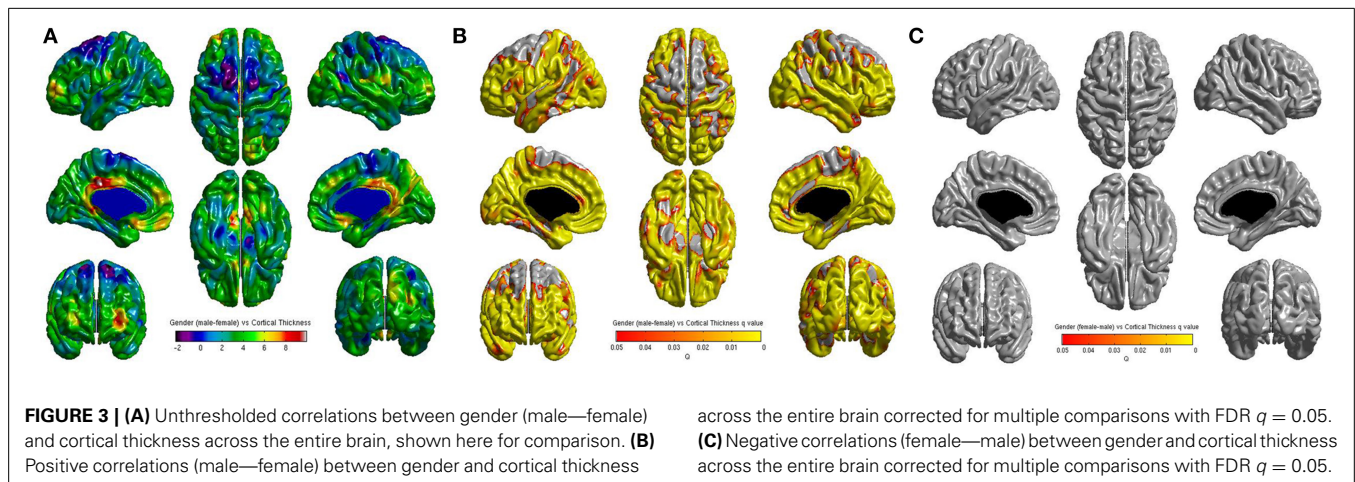 A
B
C
Gender (male-female) vs Cortical Thickness
-2 0 2 4 6 8
Gender (male-female) vs Cortical Thickness q value
0.05 0.04 0.03 0.02 0.01 0
Q
Gender (female-male) vs Cortical Thickness q value
0.05 0.04 0.03 0.02 0.01 0
Q
FIGURE 3 | (A) Unthresholded correlations between gender (male—female)
and cortical thickness across the entire brain, shown here for comparison. (B)
Positive correlations (male—female) between gender and cortical thickness
across the entire brain corrected for multiple comparisons with FDR q = 0.05.
(C) Negative correlations (female—male) between gender and cortical thickness
across the entire brain corrected for multiple comparisons with FDR q = 0.05.